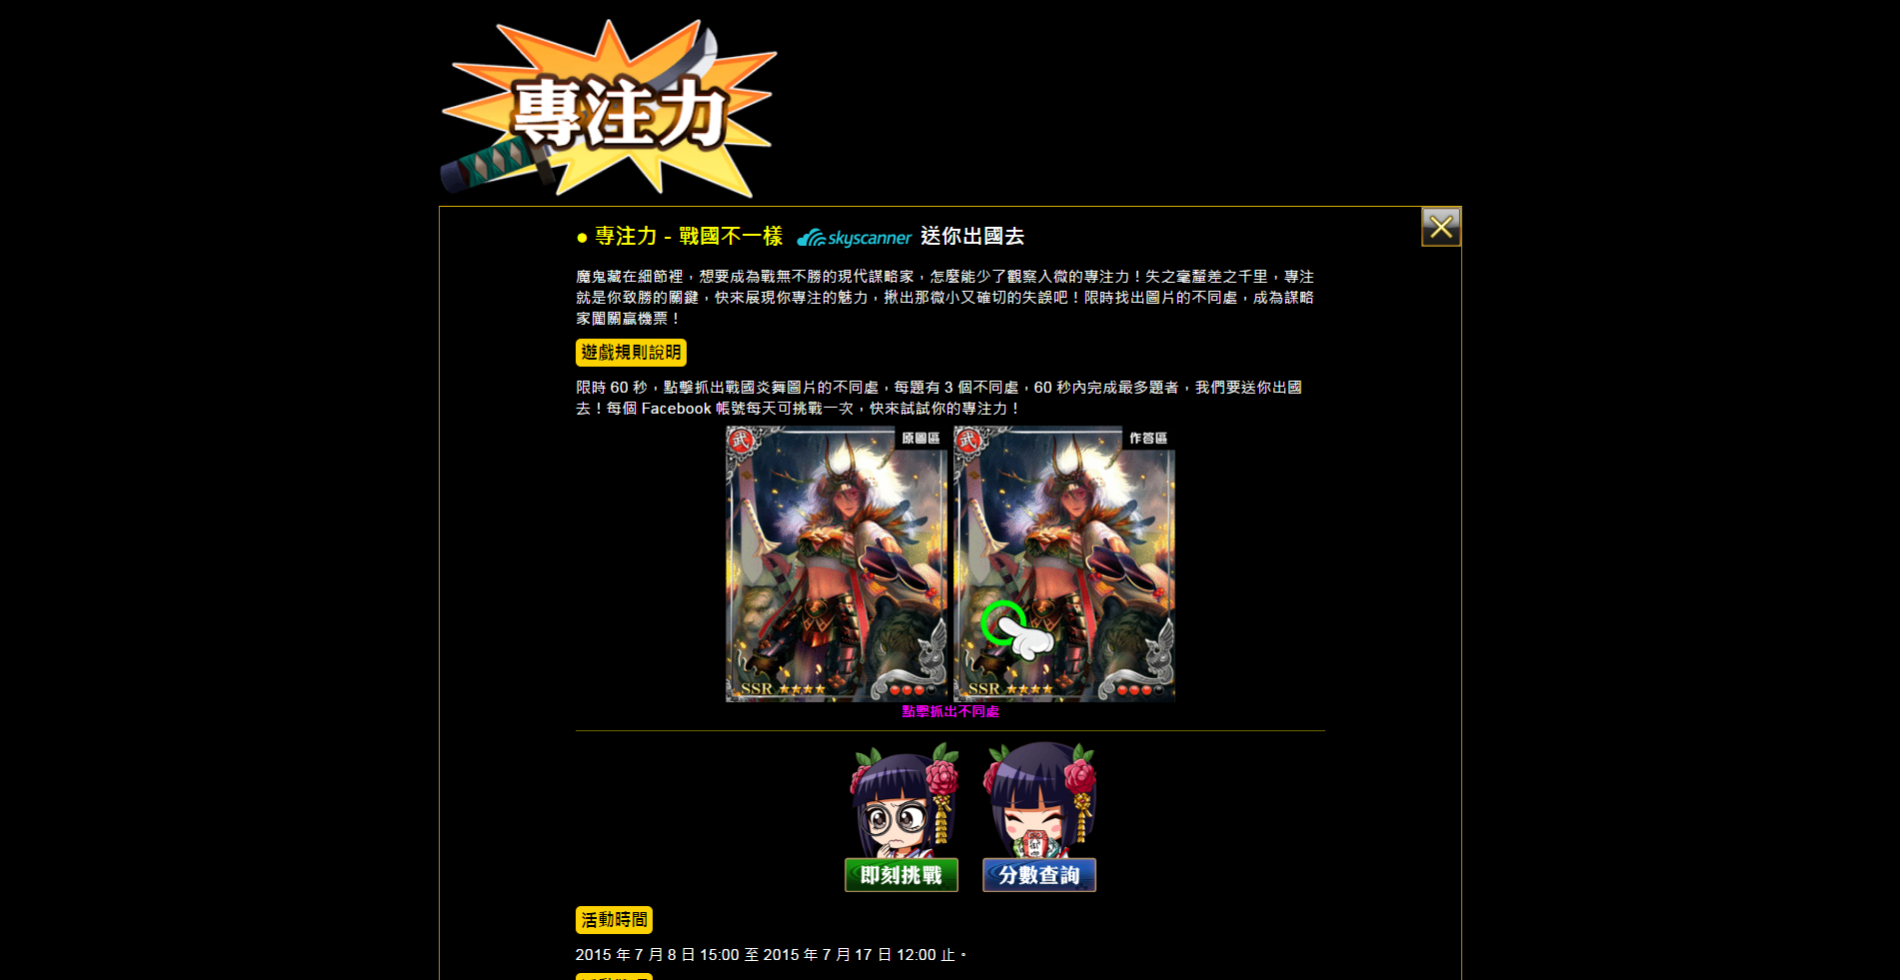 專注力
● 專注力 - 戰國不一樣 skyscanner 送你出國去
魔鬼藏在細節裡，想要成為戰無不勝的現代謀略家，怎麼能少了觀察入微的專注力！失之毫釐差之千里，專注
就是你致勝的關鍵，快來展現你專注的魅力，揪出那微小又確切的失誤吧！限時找出圖片的不同處，成為謀略
家闖關贏機票！
遊戲規則說明
限時 60 秒，點擊抓出戰國炎舞圖片的不同處，每題有 3 個不同處，60 秒內完成最多題者，我們要送你出國
去！每個 Facebook 帳號每天可挑戰一次，快來試試你的專注力！
武 原圖區 武 作答區
SSR ★★★★ SSR ★★★★
點擊抓出不同處
即刻挑戰 分數查詢
活動時間
2015 年 7 月 8 日 15:00 至 2015 年 7 月 17 日 12:00 止。